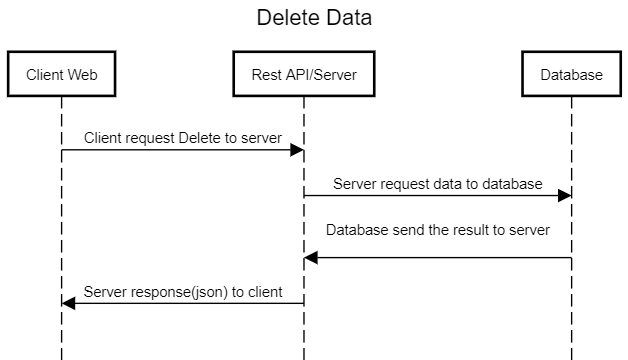 Delete Data
Client Web
Rest API/Server
Database
Client request Delete to server
Server request data to database
Database send the result to server
Server response(json) to client